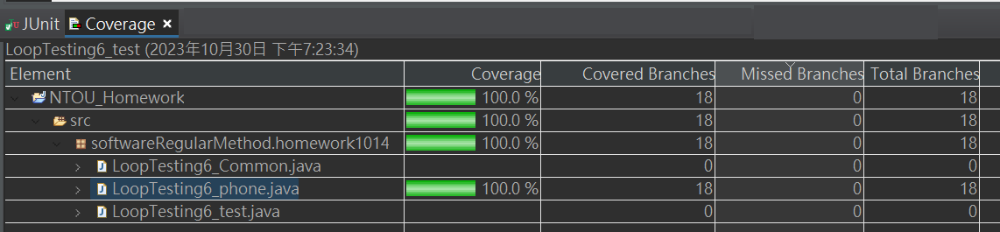 JUnit Coverage
LoopTesting6_test (2023年10月30日 下午7:23:34)
Element Coverage Covered Branches Missed Branches Total Branches
NTOU_Homework 100.0 % 18 0 18
src 100.0 % 18 0 18
softwareRegularMethod.homework1014 100.0 % 18 0 18
LoopTesting6_Common.java 0 0 0
LoopTesting6_phone.java 100.0 % 18 0 18
LoopTesting6_test.java 0 0 0